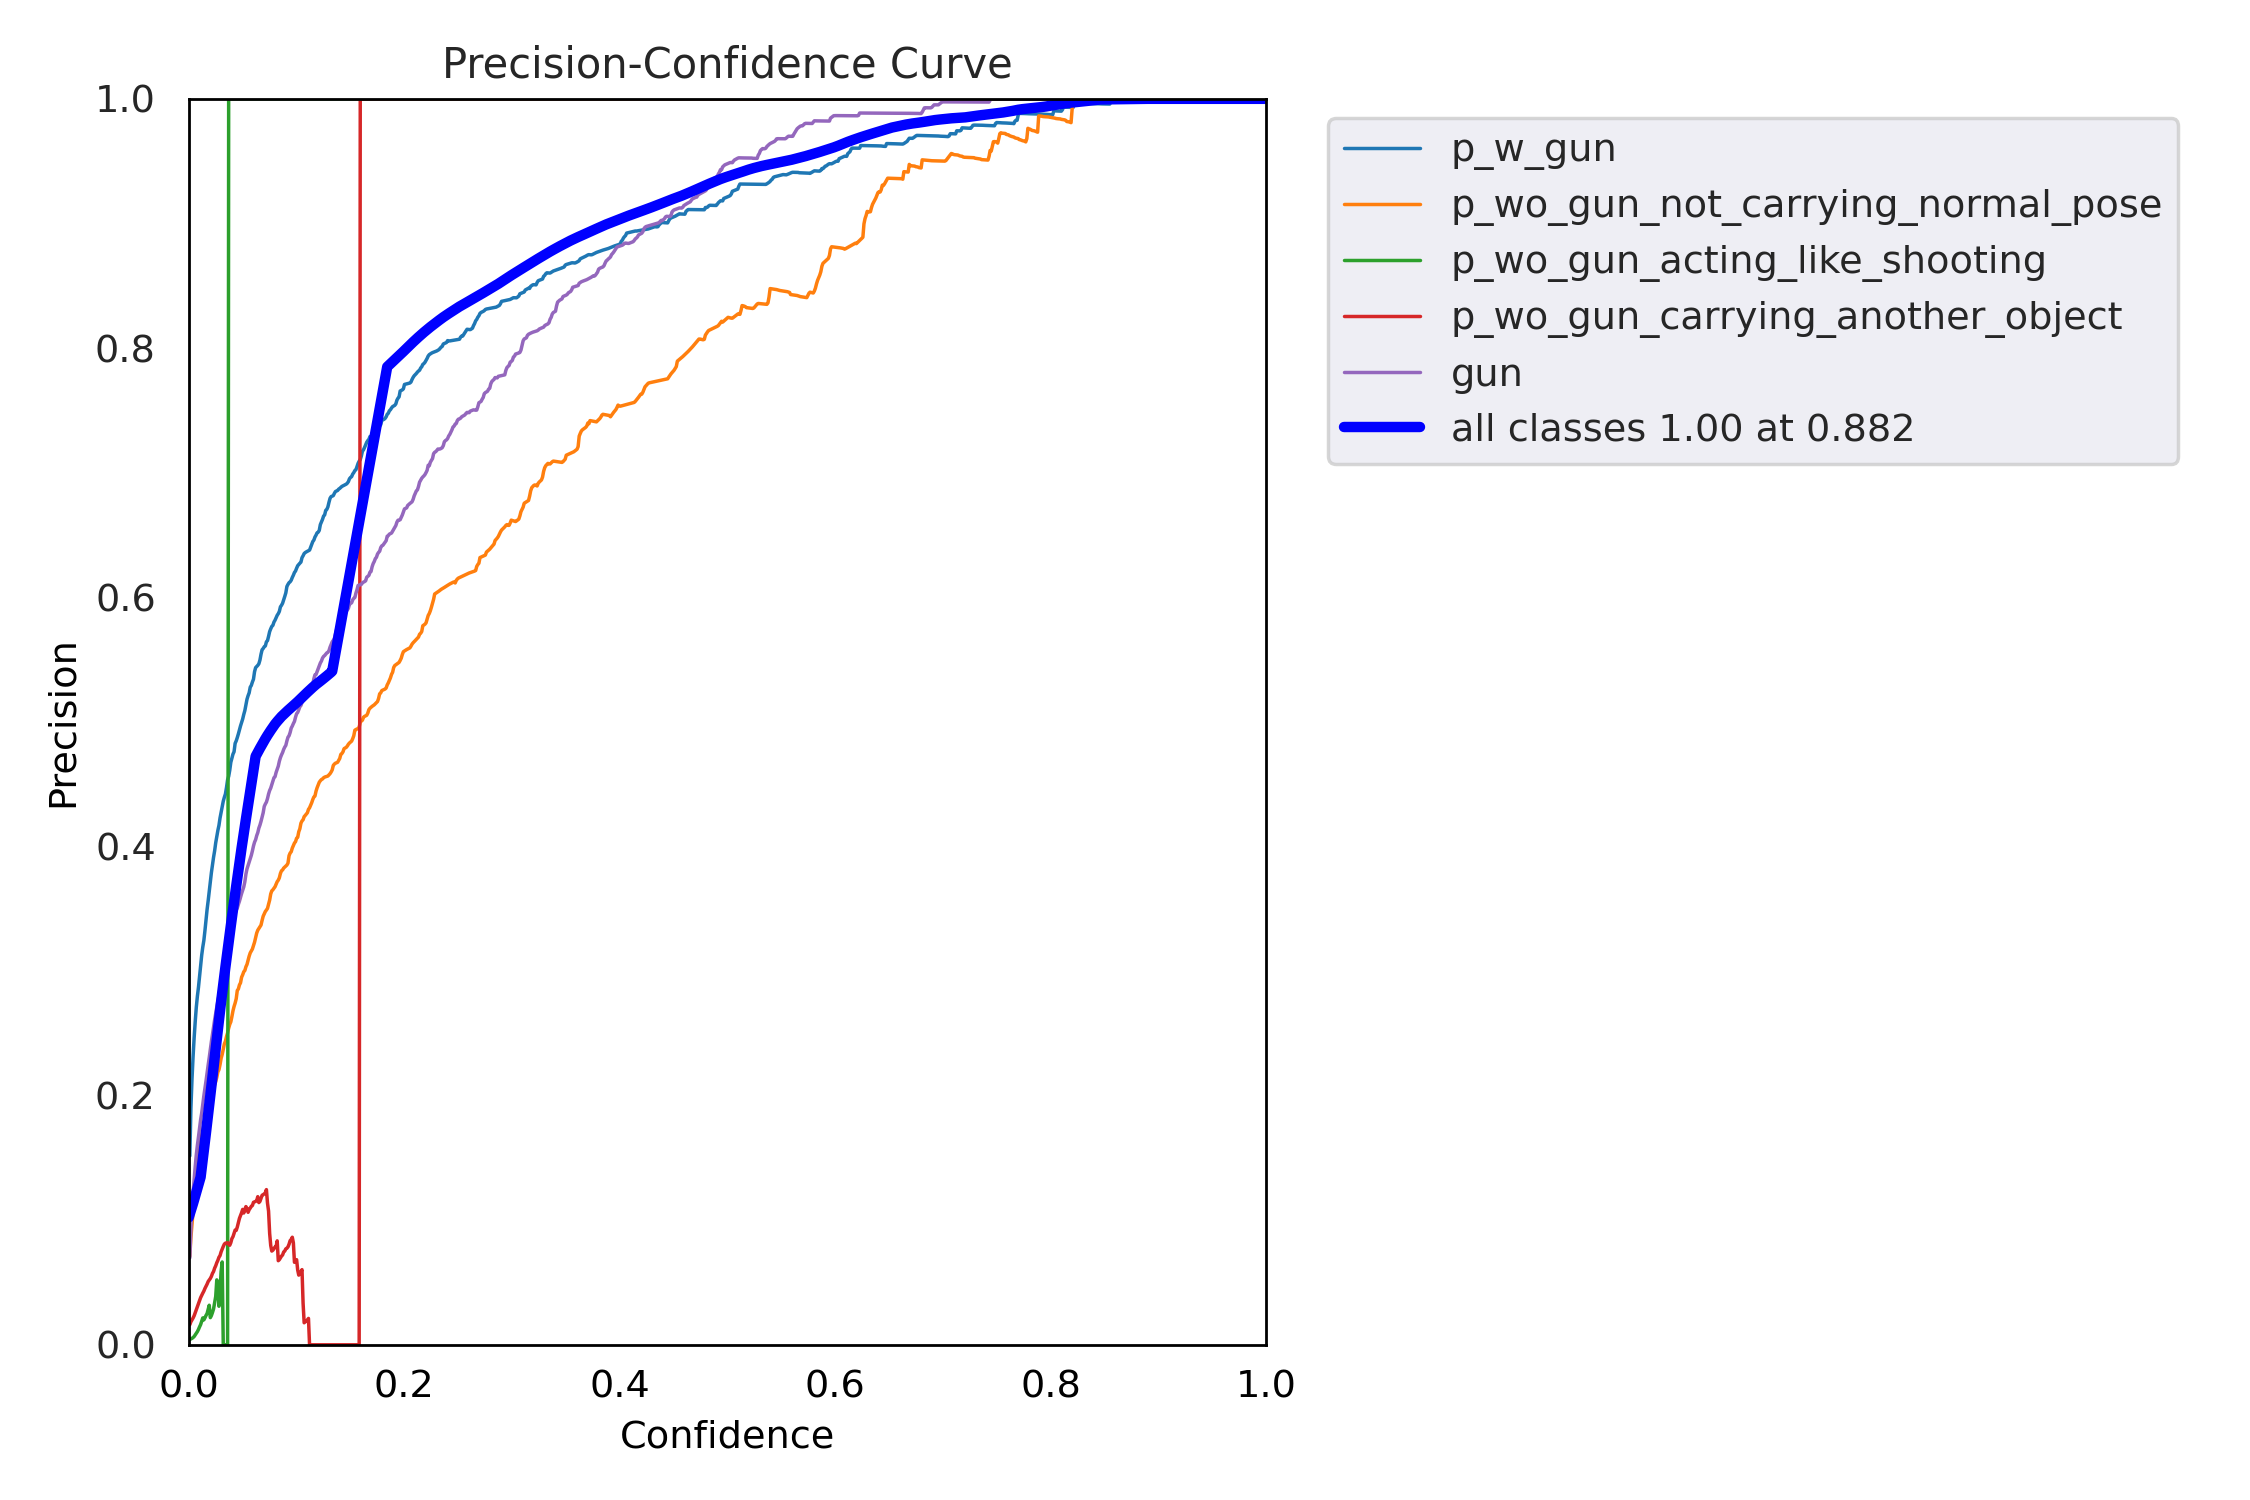 Precision-Confidence Curve
1.0
0.8
0.6
0.4
0.2
0.0
Precision
0.0 0.2 0.4 0.6 0.8 1.0
Confidence
p_w_gun
p_wo_gun_not_carrying_normal_pose
p_wo_gun_acting_like_shooting
p_wo_gun_carrying_another_object
gun
all classes 1.00 at 0.882